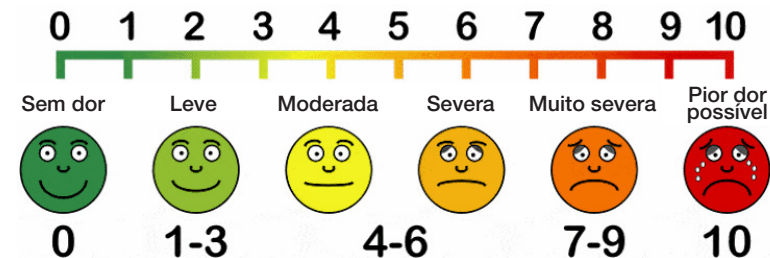 0 1 2 3 4 5 6 7 8 9 10
Sem dor Leve Moderada Severa Muito severa Pior dor
possível
0 1-3 4-6 7-9 10